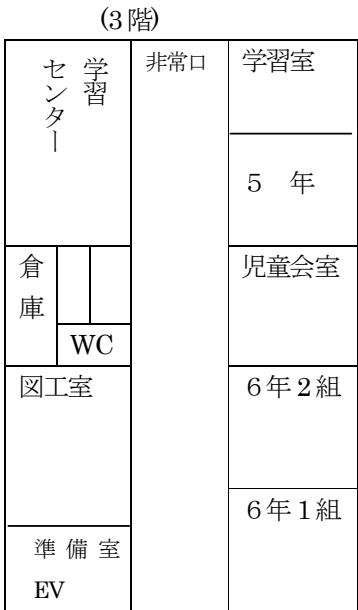 (3階)
学習
センター
非常口
学習室
5 年
倉庫
WC
児童会室
図工室
6年2組
6年1組
準備室
EV